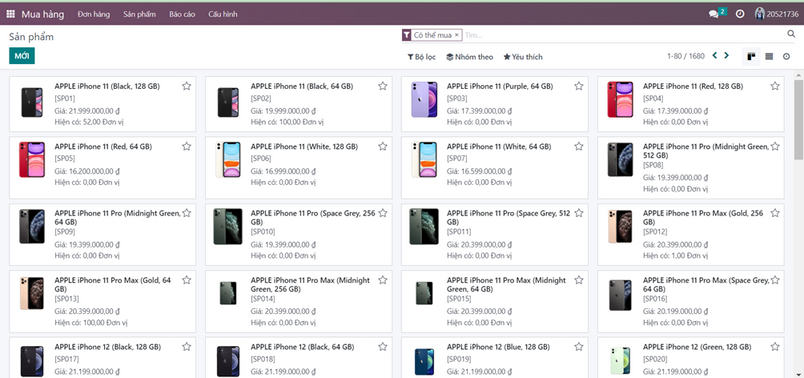 Mua hàng Đơn hàng Sản phẩm Báo cáo Cấu hình 2 20521736
Sản phẩm Có thể mua × Tìm...
MỚI Bộ lọc Nhóm theo Yêu thích 1-80 / 1680
APPLE iPhone 11 (Black, 128 GB)
[SP01]
Giá: 21.999.000,00 ₫
Hiện có: 52,00 Đơn vị
APPLE iPhone 11 (Black, 64 GB)
[SP02]
Giá: 19.999.000,00 ₫
Hiện có: 100,00 Đơn vị
APPLE iPhone 11 (Purple, 64 GB)
[SP03]
Giá: 17.399.000,00 ₫
Hiện có: 0,00 Đơn vị
APPLE iPhone 11 (Red, 128 GB)
[SP04]
Giá: 17.399.000,00 ₫
Hiện có: 0,00 Đơn vị
APPLE iPhone 11 (Red, 64 GB)
[SP05]
Giá: 16.200.000,00 ₫
Hiện có: 0,00 Đơn vị
APPLE iPhone 11 (White, 128 GB)
[SP06]
Giá: 16.999.000,00 ₫
Hiện có: 0,00 Đơn vị
APPLE iPhone 11 (White, 64 GB)
[SP07]
Giá: 16.599.000,00 ₫
Hiện có: 0,00 Đơn vị
APPLE iPhone 11 Pro (Midnight Green,
512 GB)
[SP08]
Giá: 19.399.000,00 ₫
Hiện có: 0,00 Đơn vị
APPLE iPhone 11 Pro (Midnight Green,
64 GB)
[SP09]
Giá: 19.399.000,00 ₫
Hiện có: 0,00 Đơn vị
APPLE iPhone 11 Pro (Space Grey, 256
GB)
[SP010]
Giá: 19.399.000,00 ₫
Hiện có: 0,00 Đơn vị
APPLE iPhone 11 Pro (Space Grey, 512
GB)
[SP011]
Giá: 20.399.000,00 ₫
Hiện có: 0,00 Đơn vị
APPLE iPhone 11 Pro Max (Gold, 256
GB)
[SP012]
Giá: 20.399.000,00 ₫
Hiện có: 1,00 Đơn vị
APPLE iPhone 11 Pro Max (Gold, 64
GB)
[SP013]
Giá: 20.399.000,00 ₫
Hiện có: 100,00 Đơn vị
APPLE iPhone 11 Pro Max (Midnight
Green, 256 GB)
[SP014]
Giá: 20.399.000,00 ₫
Hiện có: 0,00 Đơn vị
APPLE iPhone 11 Pro Max (Midnight
Green, 64 GB)
[SP015]
Giá: 20.399.000,00 ₫
Hiện có: 0,00 Đơn vị
APPLE iPhone 11 Pro Max (Space Grey,
64 GB)
[SP016]
Giá: 20.199.000,00 ₫
Hiện có: 0,00 Đơn vị
APPLE iPhone 12 (Black, 128 GB)
[SP017]
Giá: 21.199.000,00 ₫
APPLE iPhone 12 (Black, 64 GB)
[SP018]
Giá: 21.199.000,00 ₫
APPLE iPhone 12 (Blue, 128 GB)
[SP019]
Giá: 21.199.000,00 ₫
APPLE iPhone 12 (Green, 128 GB)
[SP020]
Giá: 21.199.000,00 ₫